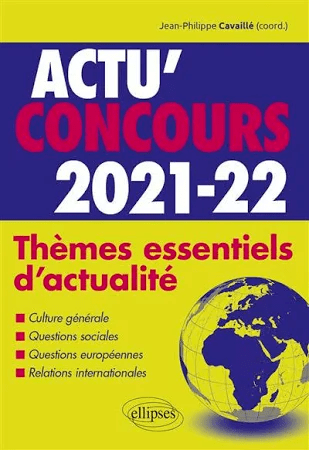 Jean-Philippe Cavaillé (coord.)
ACTU'
CONCOURS
2021-22
Thèmes essentiels
d'actualité
Culture générale
Questions sociales
Questions européennes
Relations internationales
ellipses